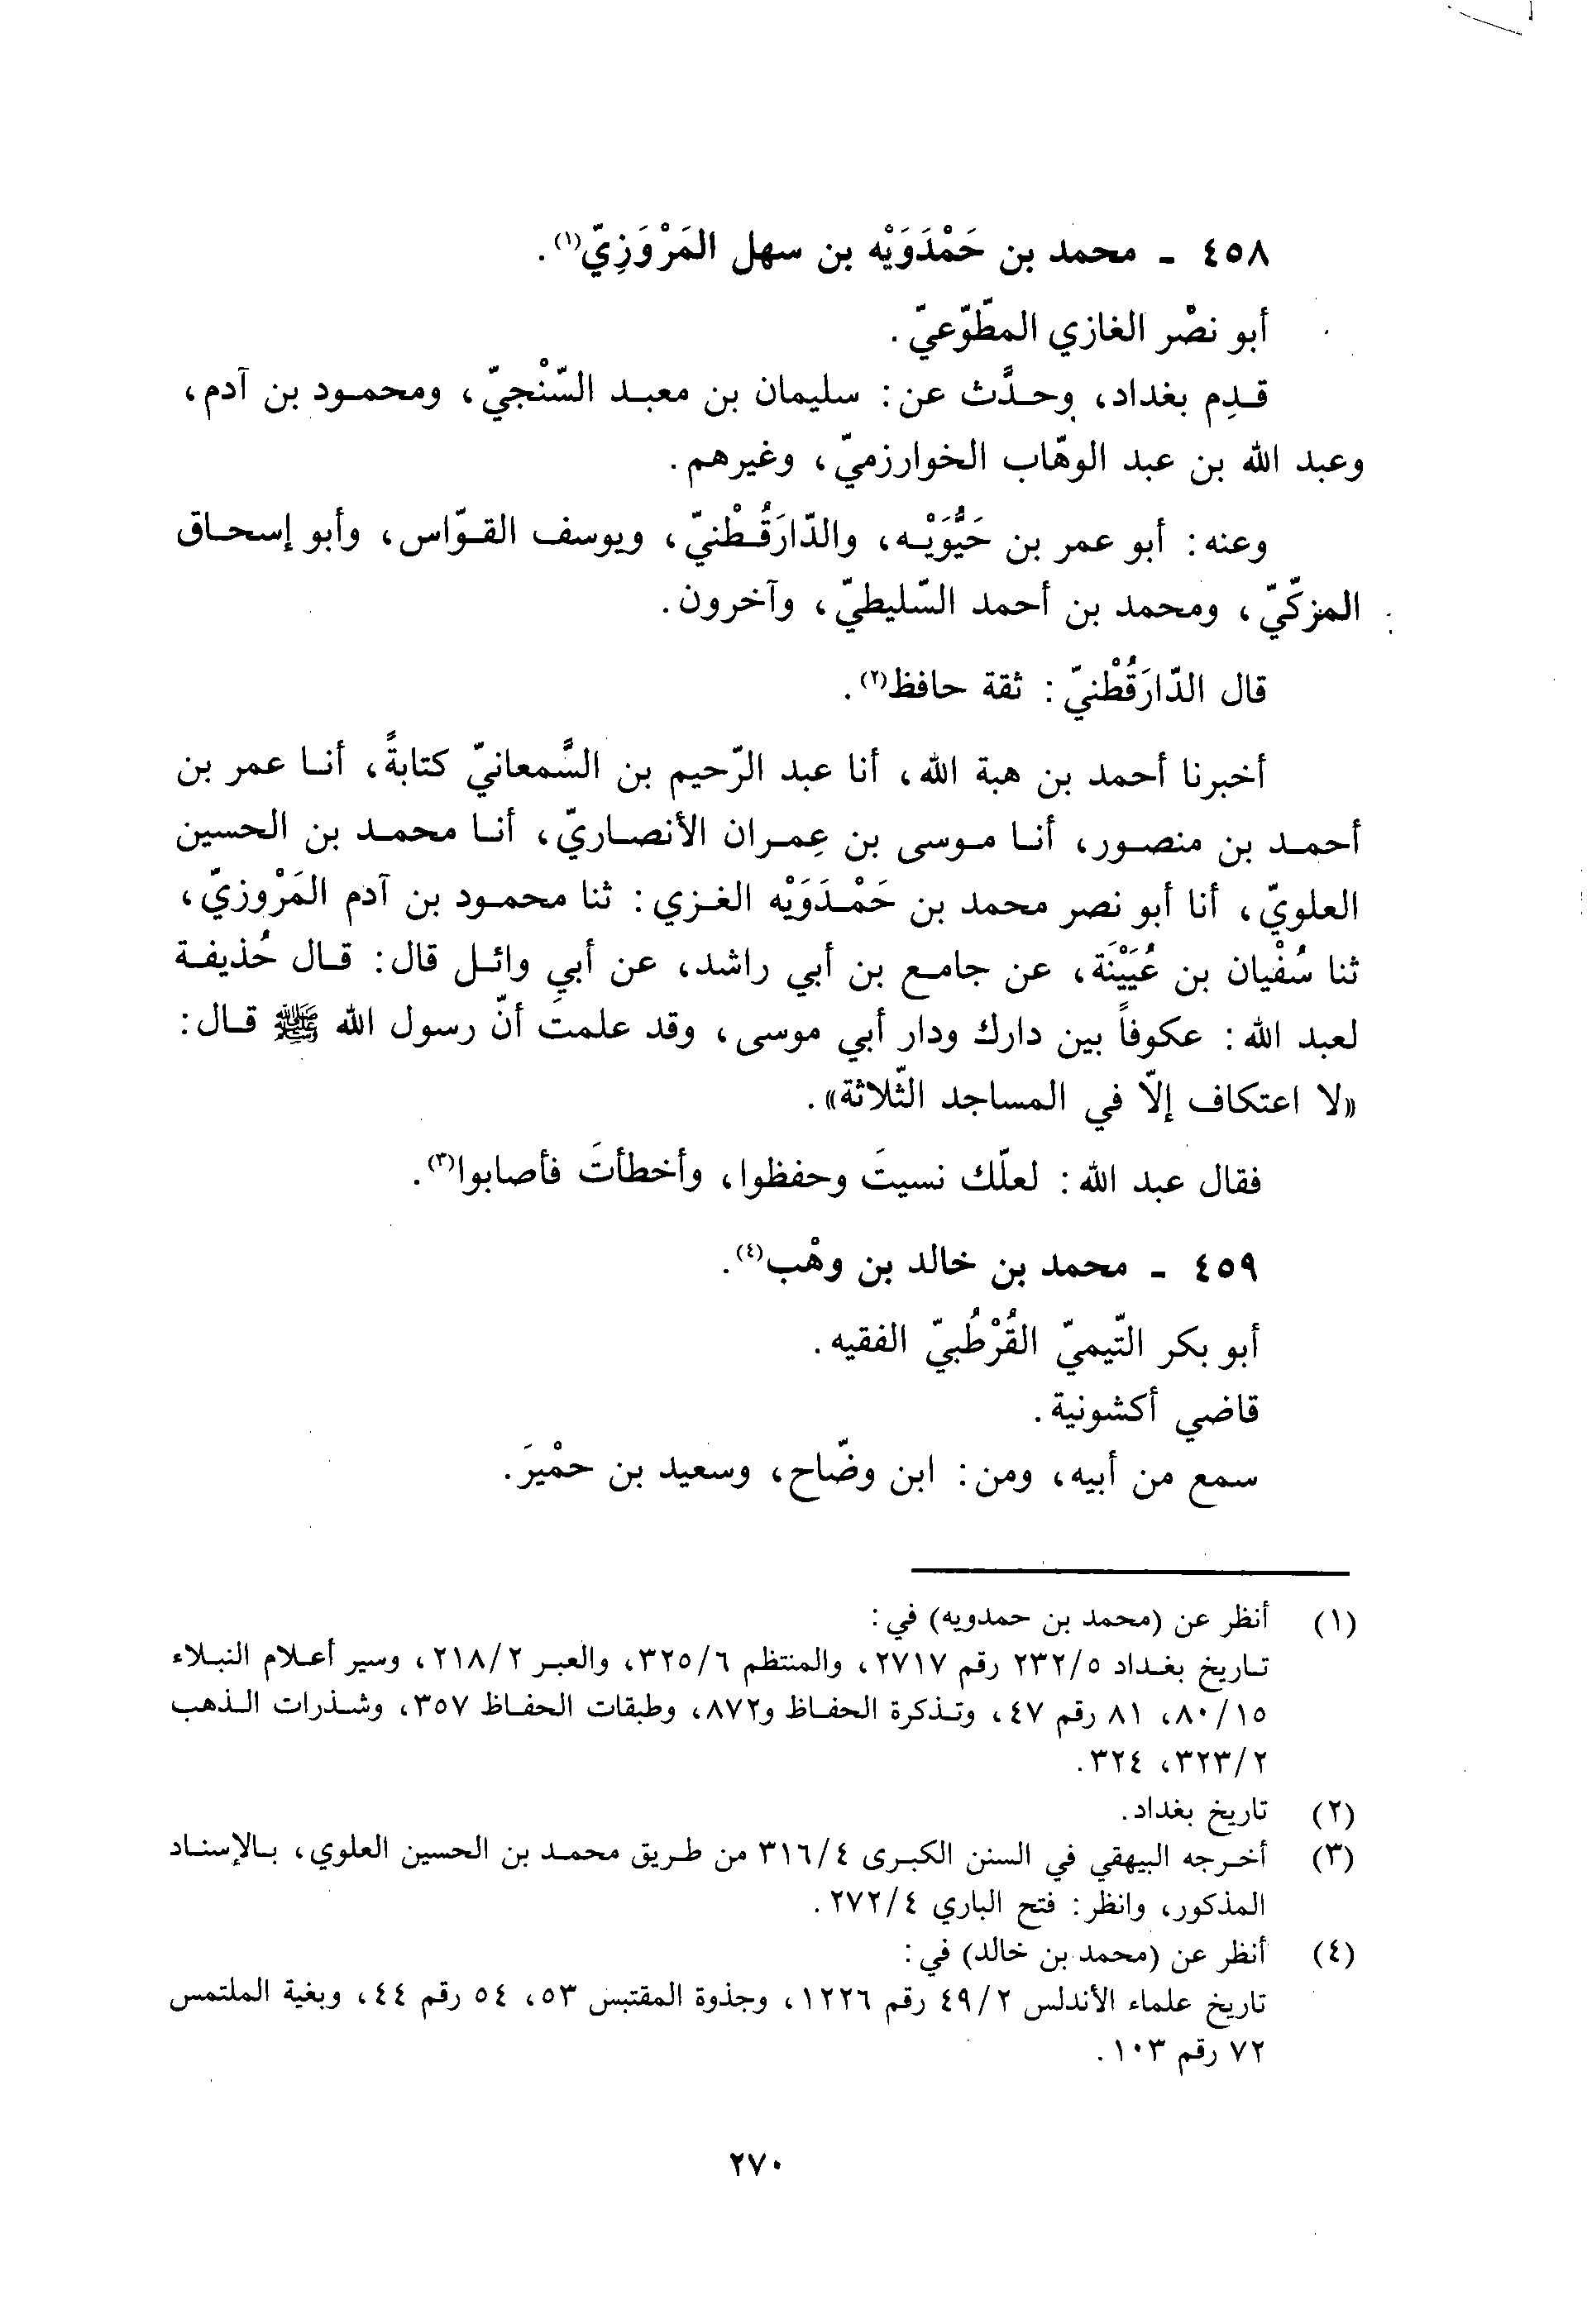 ٤٥٨ - محمد بن حَمْدَوَيْه بن سهل المَرْوَزِيّ(١).
أبو نصْر الغازي المطّوّعيّ.
قـدِم بغداد، وحـدَّث عن: سليمان بن معبـد السّنْجيّ، ومحمـود بن آدم،
وعبد الله بن عبد الوهّاب الخوارزميّ، وغيرهم.
وعنه: أبو عمر بن حَيُّوَيْـه، والدّارَقُـطْنيّ، ويوسف القـوّاس، وأبو إسحـاق
المزكّيّ، ومحمد بن أحمد السّليطيّ، وآخرون.
قال الدّارَقُطْنيّ: ثقة حافظ(٢).
أخبرنا أحمد بن هبة الله، أنا عبد الرّحيم بن السَّمعانيّ كتابةً، أنـا عمر بن
أحمـد بن منصـور، أنـا مـوسى بن عِمـران الأنصـاريّ، أنـا محمـد بن الحسين
العلويّ، أنا أبو نصر محمد بن حَمْـدَوَيْه الغـزي: ثنا محمـود بن آدم المَرْوزيّ،
ثنا سُفْيان بن عُيَيْنَة، عن جامـع بن أبي راشد، عن أبي وائـل قال: قـال حُذيفـة
لعبد الله: عكوفاً بين دارك ودار أبي موسى، وقد علمتَ أنّ رسول الله ﷺ قـال:
«لا اعتكاف إلّا في المساجد الثّلاثة».
فقال عبد الله: لعلّك نسيتَ وحفظوا، وأخطأتَ فأصابوا(٣).
٤٥٩ - محمد بن خالد بن وهْب(٤).
أبو بكر التّيميّ القُرْطُبيّ الفقيه.
قاضي أكشونية.
سمع من أبيه، ومن: ابن وضّاح، وسعيد بن حمْيرَ.
(١) أنظر عن (محمد بن حمدويه) في:
تـاريخ بغـداد ٢٣٢/٥ رقم ٢٧١٧، والمنتظم ٣٢٥/٦، والعبـر ٢١٨/٢، وسير أعـلام النبـلاء
٨٠/١٥، ٨١ رقم ٤٧، وتـذكرة الحفـاظ و٨٧٢، وطبقات الحفـاظ ٣٥٧، وشـذرات الـذهب
٣٢٣/٢، ٣٢٤.
(٢) تاريخ بغداد.
(٣) أخـرجه البيهقي في السنن الكبـرى ٣١٦/٤ من طـريق محمـد بن الحسين العلوي، بـالإسنـاد
المذكور، وانظر: فتح الباري ٢٧٢/٤.
(٤) أنظر عن (محمد بن خالد) في:
تاريخ علماء الأندلس ٤٩/٢ رقم ١٢٢٦، وجذوة المقتبس ٥٣، ٥٤ رقم ٤٤، وبغية الملتمس
٧٢ رقم ١٠٣.
٢٧٠